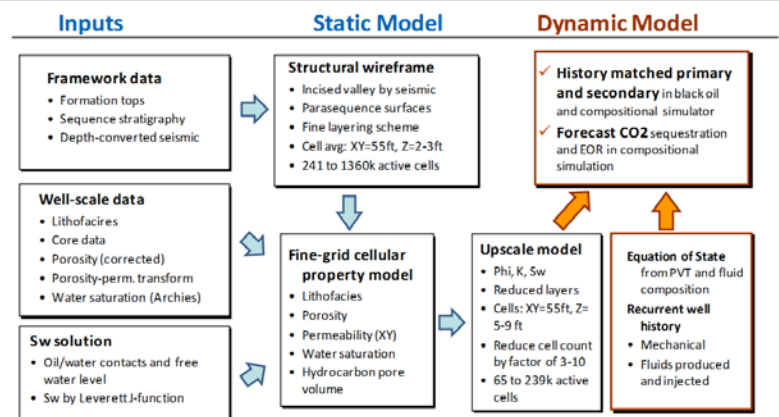 Inputs
Static Model
Dynamic Model
Framework data
• Formation tops
• Sequence stratigraphy
• Depth-converted seismic
Structural wireframe
• Incised valley by seismic
• Parasequence surfaces
• Fine layering scheme
• Cell avg: XY=55ft, Z=2-3ft
• 241 to 1360k active cells
✓ History matched primary
and secondary in black oil
and compositional simulator
✓ Forecast CO2 sequestration
and EOR in compositional
simulation
Well-scale data
• Lithofacires
• Core data
• Porosity (corrected)
• Porosity-perm. transform
• Water saturation (Archies)
Fine-grid cellular
property model
• Lithofacies
• Porosity
• Permeability (XY)
• Water saturation
• Hydrocarbon pore
volume
Upscale model
• Phi, K, Sw
• Reduced layers
• Cells: XY=55ft, Z=
5-9 ft
• Reduce cell count
by factor of 3-10
• 65 to 239k active
cells
Equation of State
from PVT and fluid
composition
Recurrent well
history
• Mechanical
• Fluids produced
and injected
Sw solution
• Oil/water contacts and free
water level
• Sw by Leverett J-function